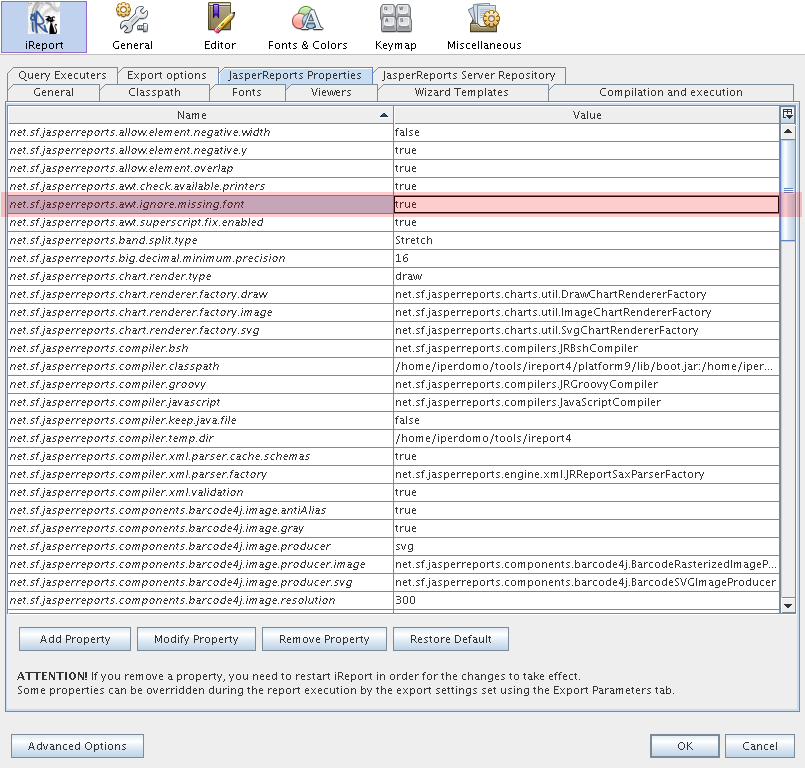 iReport General Editor Fonts & Colors Keymap Miscellaneous
Query Executers Export options JasperReports Properties JasperReports Server Repository
General Classpath Fonts Viewers Wizard Templates Compilation and execution
Name Value
net.sf.jasperreports.allow.element.negative.width false
net.sf.jasperreports.allow.element.negative.y true
net.sf.jasperreports.allow.element.overlap true
net.sf.jasperreports.awt.check.available.printers true
net.sf.jasperreports.awt.ignore.missing.font true
net.sf.jasperreports.awt.superscript.fix.enabled true
net.sf.jasperreports.band.split.type Stretch
net.sf.jasperreports.big.decimal.minimum.precision 16
net.sf.jasperreports.chart.render.type draw
net.sf.jasperreports.chart.renderer.factory.draw net.sf.jasperreports.charts.util.DrawChartRendererFactory
net.sf.jasperreports.chart.renderer.factory.image net.sf.jasperreports.charts.util.ImageChartRendererFactory
net.sf.jasperreports.chart.renderer.factory.svg net.sf.jasperreports.charts.util.SvgChartRendererFactory
net.sf.jasperreports.compiler.bsh net.sf.jasperreports.compilers.JRBshCompiler
net.sf.jasperreports.compiler.classpath /home/iperdomo/tools/ireport4/platform9/lib/boot.jar:/home/iper...
net.sf.jasperreports.compiler.groovy net.sf.jasperreports.compilers.JRGroovyCompiler
net.sf.jasperreports.compiler.javascript net.sf.jasperreports.compilers.JavaScriptCompiler
net.sf.jasperreports.compiler.keep.java.file false
net.sf.jasperreports.compiler.temp.dir /home/iperdomo/tools/ireport4
net.sf.jasperreports.compiler.xml.parser.cache.schemas true
net.sf.jasperreports.compiler.xml.parser.factory net.sf.jasperreports.engine.xml.JRReportSaxParserFactory
net.sf.jasperreports.compiler.xml.validation true
net.sf.jasperreports.components.barcode4j.image.antiAlias true
net.sf.jasperreports.components.barcode4j.image.gray true
net.sf.jasperreports.components.barcode4j.image.producer svg
net.sf.jasperreports.components.barcode4j.image.producer.image net.sf.jasperreports.components.barcode4j.BarcodeRasterizedImageP...
net.sf.jasperreports.components.barcode4j.image.producer.svg net.sf.jasperreports.components.barcode4j.BarcodeSVGImageProducer
net.sf.jasperreports.components.barcode4j.image.resolution 300
Add Property Modify Property Remove Property Restore Default
ATTENTION! If you remove a property, you need to restart iReport in order for the changes to take effect.
Some properties can be overridden during the report execution by the export settings set using the Export Parameters tab.
Advanced Options OK Cancel